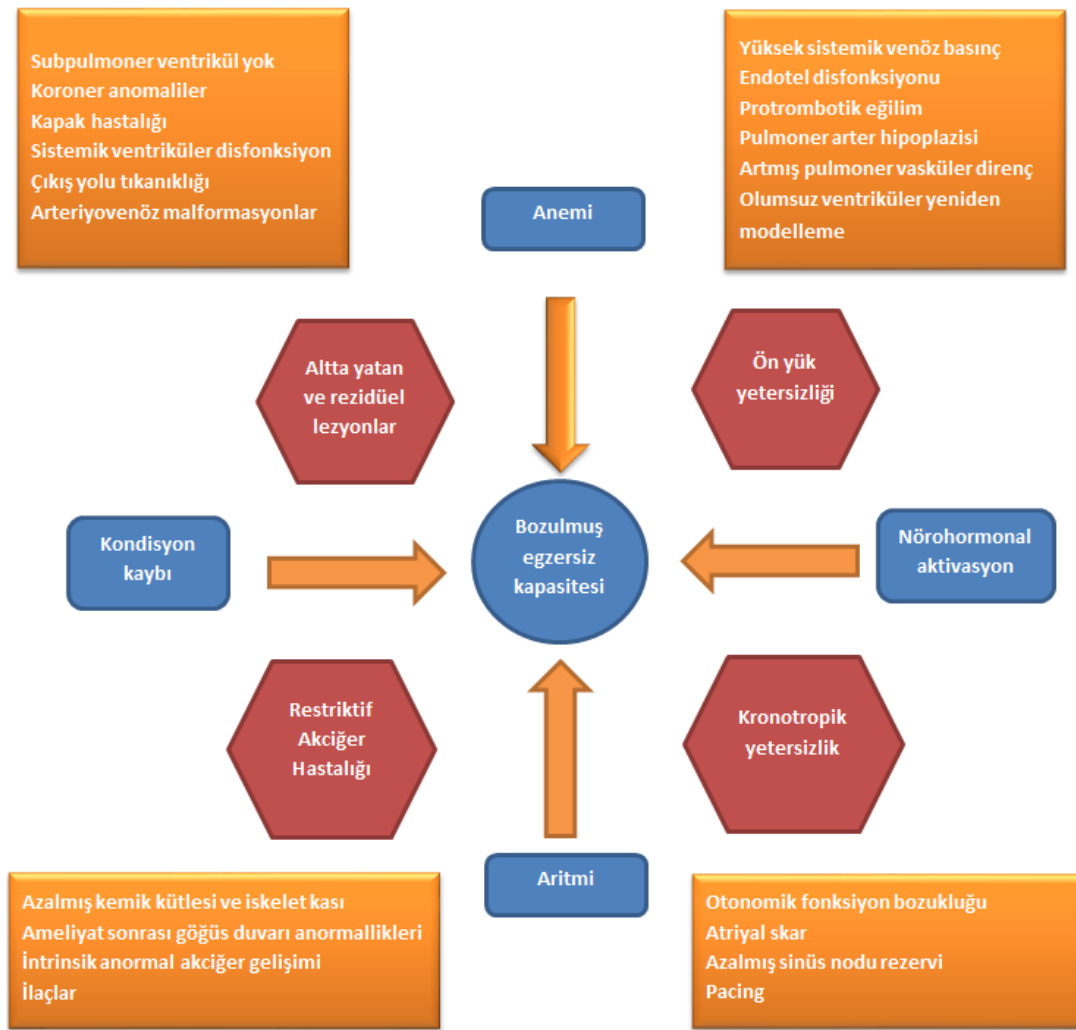 Subpulmoner ventrikül yok
Koroner anomaliler
Kapak hastalığı
Sistemik ventriküler disfonksiyon
Çıkış yolu tıkanıklığı
Arteriyovenöz malformasyonlar
Anemi
Yüksek sistemik venöz basınç
Endotel disfonksiyonu
Protrombotik eğilim
Pulmoner arter hipoplazisi
Artmış pulmoner vasküler direnç
Olumsuz ventriküler yeniden
modelleme
Altta yatan
ve rezidüel
lezyonlar
Ön yük
yetersizliği
Kondisyon
kaybı
Bozulmuş
egzersiz
kapasitesi
Nörohormonal
aktivasyon
Restriktif
Akciğer
Hastalığı
Kronotropik
yetersizlik
Aritmi
Azalmış kemik kütlesi ve iskelet kası
Ameliyat sonrası göğüs duvarı anormallikleri
İntrinsik anormal akciğer gelişimi
İlaçlar
Otonomik fonksiyon bozukluğu
Atriyal skar
Azalmış sinüs nodu rezervi
Pacing